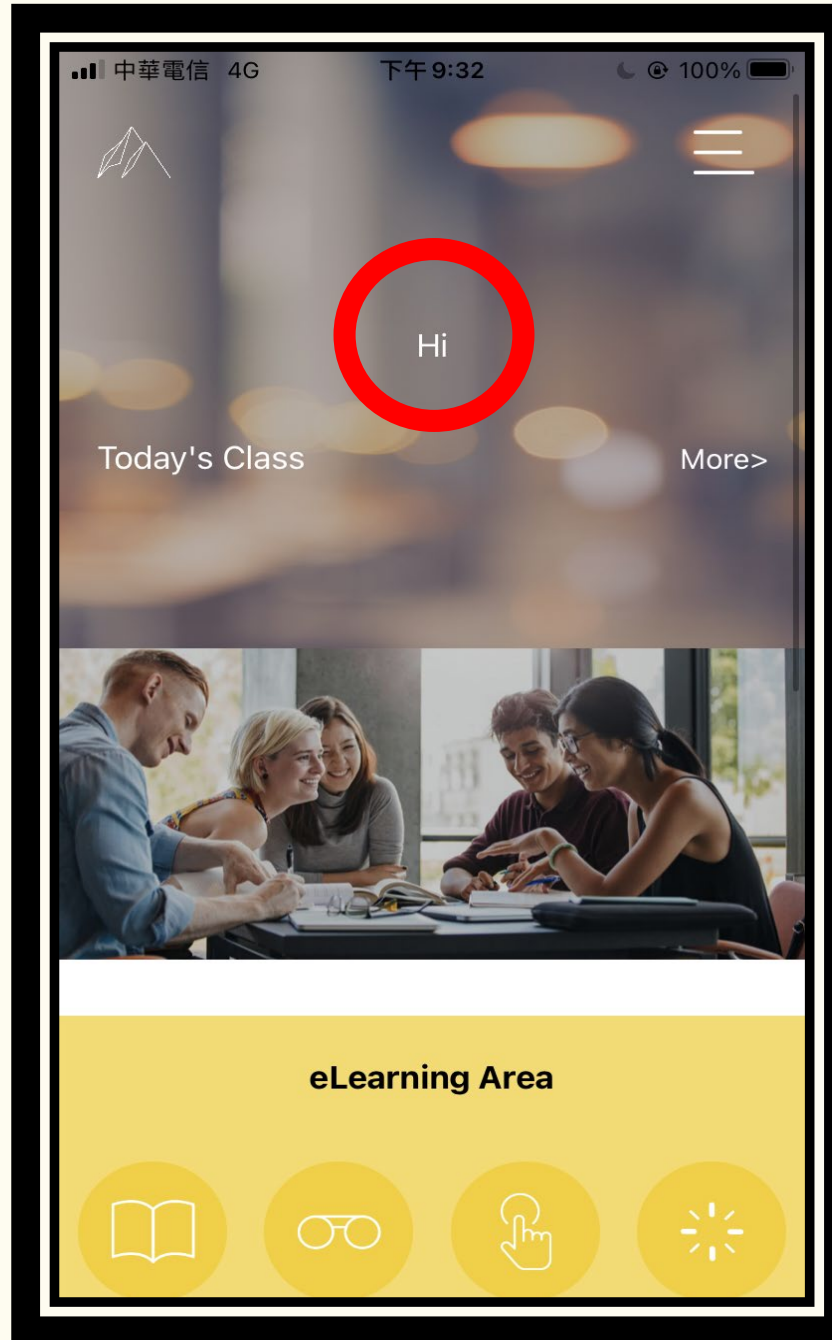 中華電信 4G 下午9:32 100%
Hi
Today's Class More>
eLearning Area